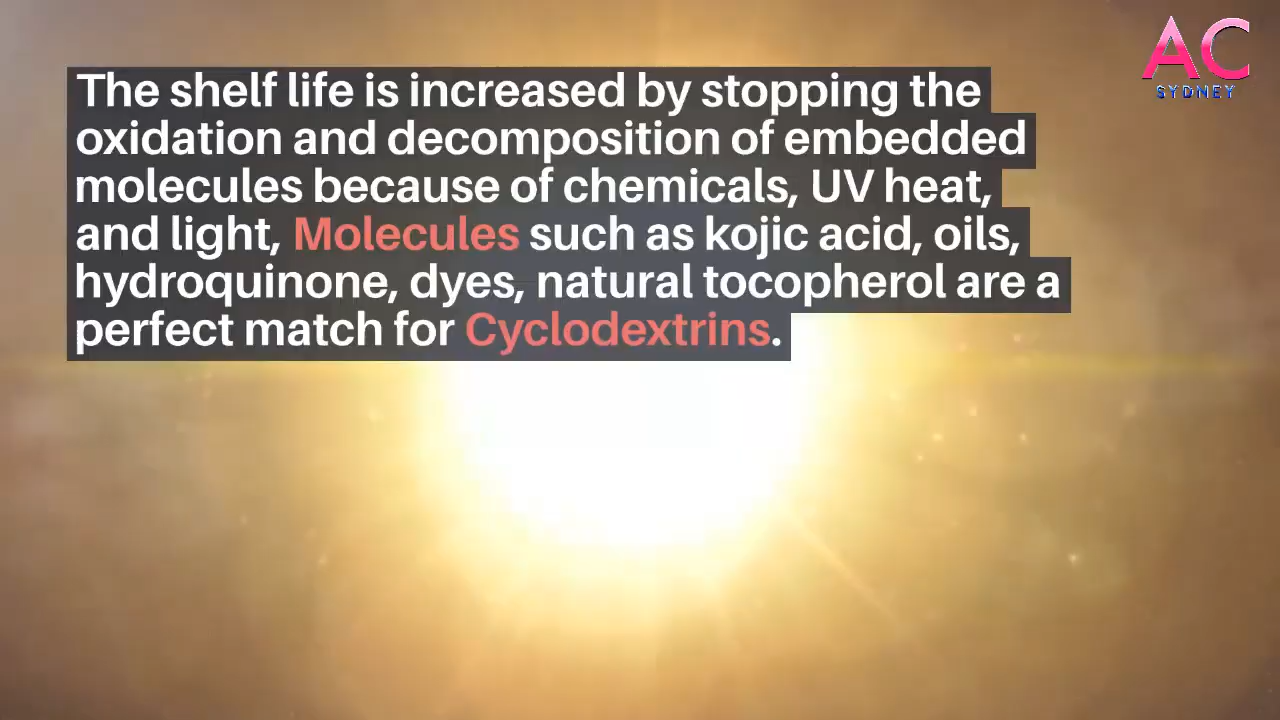 AC
SYDNEY
The shelf life is increased by stopping the
oxidation and decomposition of embedded
molecules because of chemicals, UV heat,
and light, Molecules such as kojic acid, oils,
hydroquinone, dyes, natural tocopherol are a
perfect match for Cyclodextrins.